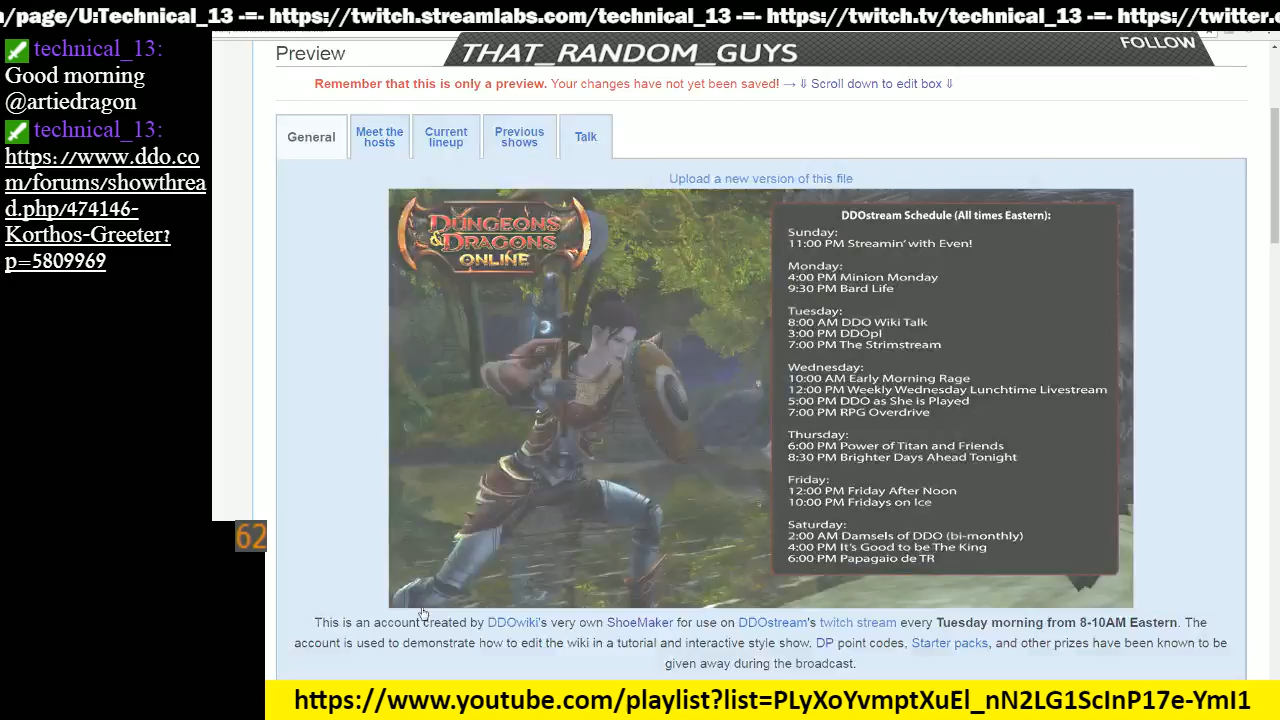 /page/U:Technical_13 -=- https://twitch.streamlabs.com/technical_13 -=- https://twitch.tv/technical_13 -=- https://twitter.
technical_13:
Good morning
@artiedragon
technical_13:
https://www.ddo.co
m/forums/showthrea
d.php/474146-
Korthos-Greeter?
p=5809969
Preview
THAT_RANDOM_GUYS
FOLLOW
Remember that this is only a preview. Your changes have not yet been saved! → ⇓ Scroll down to edit box ⇓
General
Meet the
hosts
Current
lineup
Previous
shows
Talk
Upload a new version of this file
DUNGEONS
& DRAGONS
ONLINE
DDOstream Schedule (All times Eastern):
Sunday:
11:00 PM Streamin' with Even!
Monday:
4:00 PM Minion Monday
9:30 PM Bard Life
Tuesday:
8:00 AM DDO Wiki Talk
3:00 PM DDOpl
7:00 PM The Strimstream
Wednesday:
10:00 AM Early Morning Rage
12:00 PM Weekly Wednesday Lunchtime Livestream
5:00 PM DDO as She is Played
7:00 PM RPG Overdrive
Thursday:
6:00 PM Power of Titan and Friends
8:30 PM Brighter Days Ahead Tonight
Friday:
12:00 PM Friday After Noon
10:00 PM Fridays on Ice
Saturday:
2:00 AM Damsels of DDO (bi-monthly)
4:00 PM It's Good to be The King
6:00 PM Papagaio de TR
62
This is an account created by DDOwiki's very own ShoeMaker for use on DDOstream's twitch stream every Tuesday morning from 8-10AM Eastern. The
account is used to demonstrate how to edit the wiki in a tutorial and interactive style show. DP point codes, Starter packs, and other prizes have been known to be
given away during the broadcast.
https://www.youtube.com/playlist?list=PLyXoYvmptXuEl_nN2LG1ScInP17e-YmI1